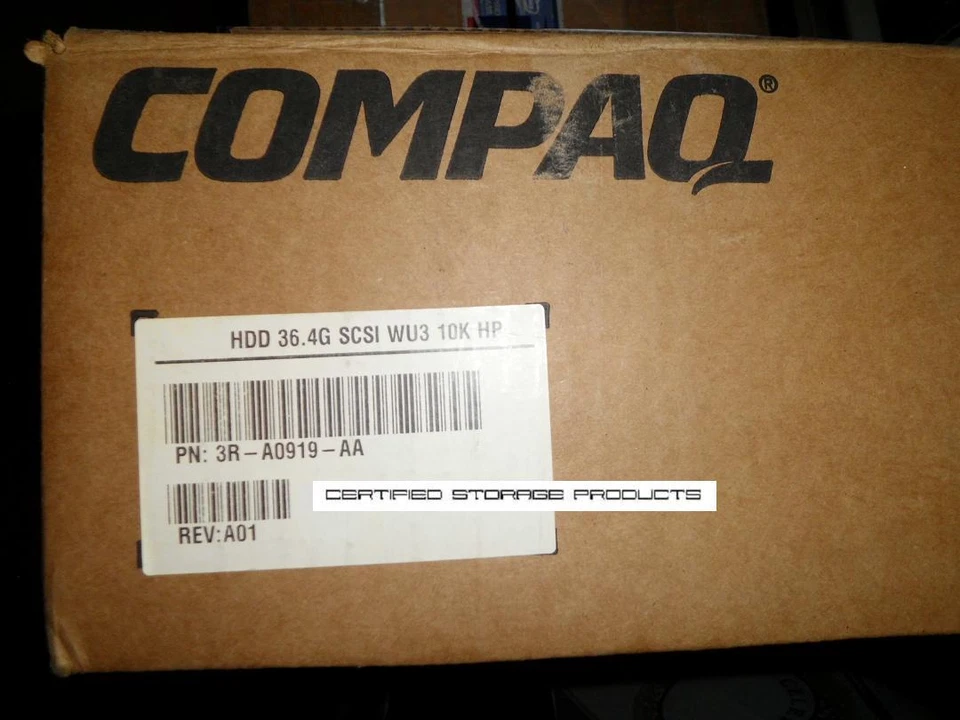 COMPAQ®
HDD 36.4G SCSI WU3 10K HP
PN: 3R-A0919-AA
CERTIFIED STORAGE PRODUCTS
REV:A01